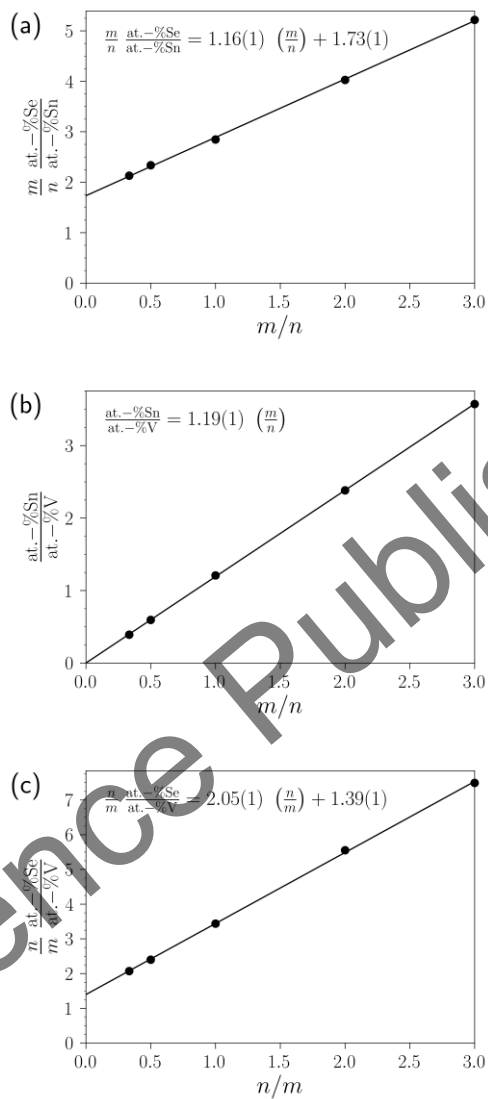 (a)
m/n at.−%Se/at.−%Sn = 1.16(1) (m/n) + 1.73(1)
m/n at.−%Se/at.−%Sn
5
4
3
2
1
0
0.0 0.5 1.0 1.5 2.0 2.5 3.0
m/n
(b)
at.−%Sn/at.−%V = 1.19(1) (m/n)
at.−%Sn/at.−%V
3
2
1
0
0.0 0.5 1.0 1.5 2.0 2.5 3.0
m/n
(c)
n/m at.−%Se/at.−%V = 2.05(1) (n/m) + 1.39(1)
n/m at.−%Se/at.−%V
7
6
5
4
3
2
1
0
0.0 0.5 1.0 1.5 2.0 2.5 3.0
n/m